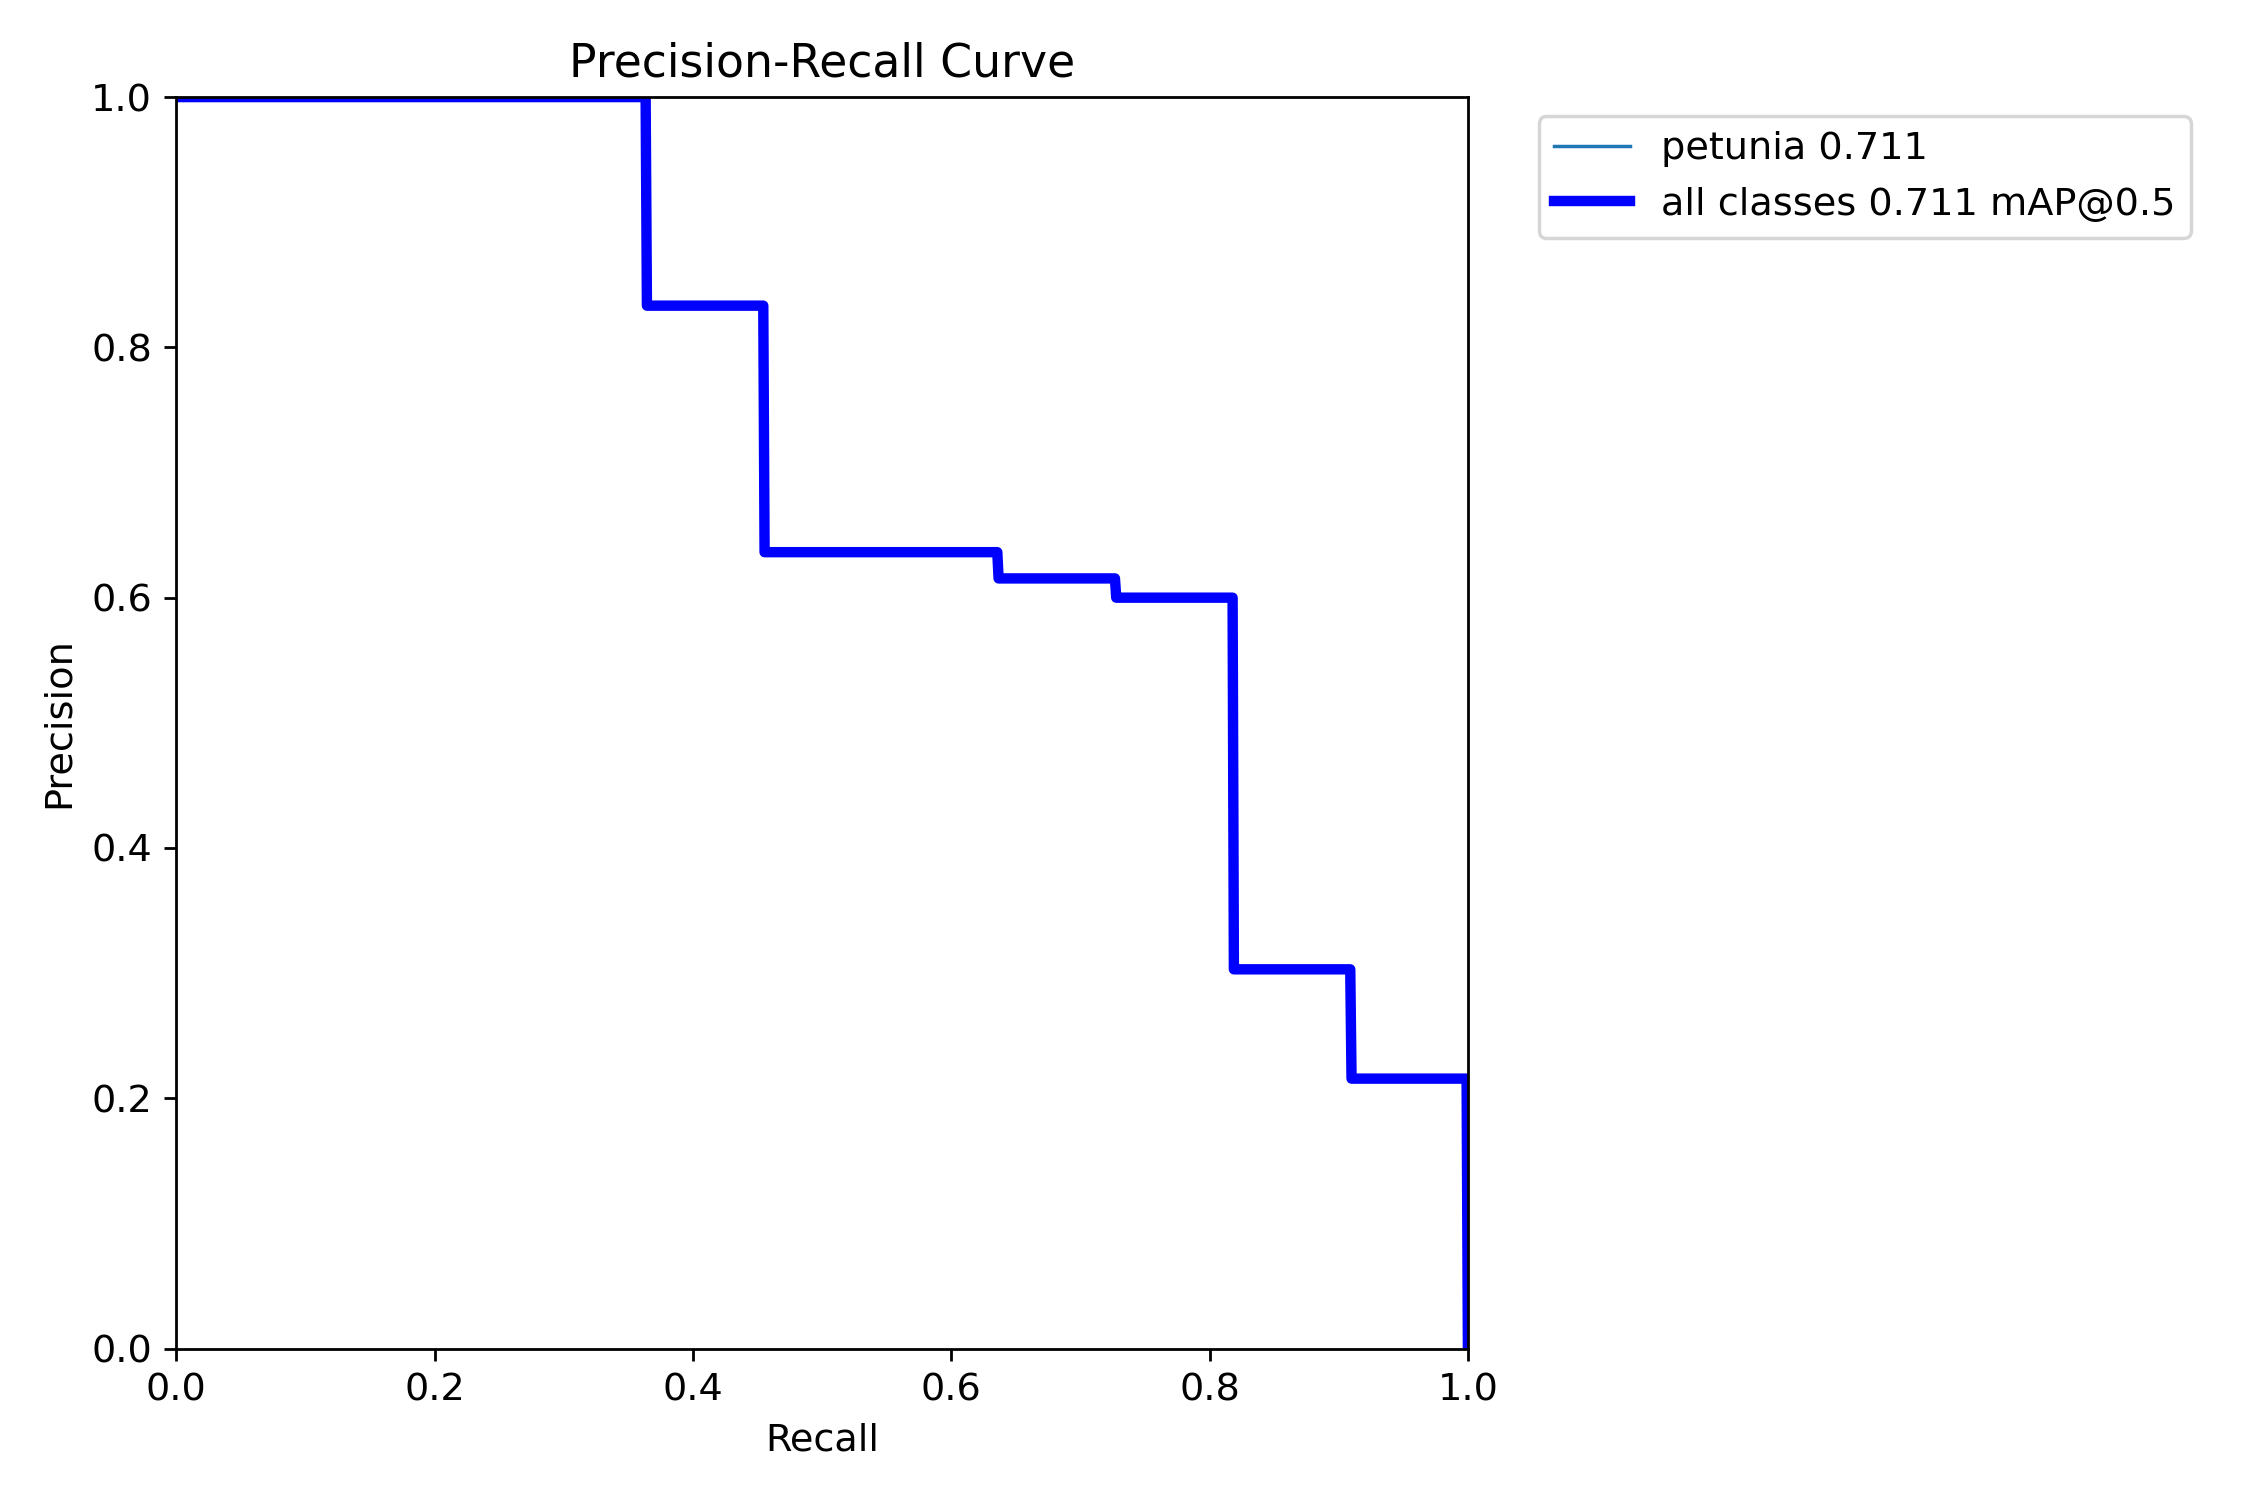 Precision-Recall Curve
petunia 0.711
all classes 0.711 mAP@0.5
1.0
0.8
0.6
0.4
0.2
0.0
Precision
0.0 0.2 0.4 0.6 0.8 1.0
Recall